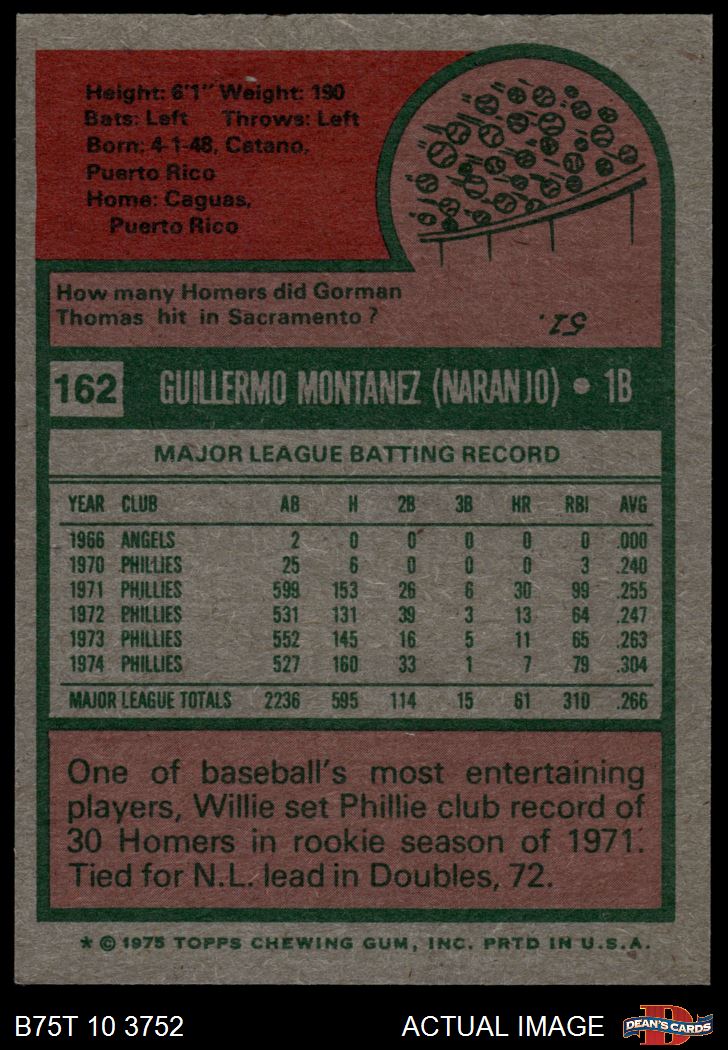 Height: 6'1" Weight: 190
Bats: Left Throws: Left
Born: 4-1-48, Catano,
Puerto Rico
Home: Caguas,
Puerto Rico
How many Homers did Gorman
Thomas hit in Sacramento?
51.
162 GUILLERMO MONTANEZ (NARANJO) • 1B
MAJOR LEAGUE BATTING RECORD
YEAR CLUB AB H 2B 3B HR RBI AVG
1966 ANGELS 2 0 0 0 0 0 .000
1970 PHILLIES 25 6 0 0 0 3 .240
1971 PHILLIES 599 153 26 6 30 99 .255
1972 PHILLIES 531 131 39 3 13 64 .247
1973 PHILLIES 552 145 16 5 11 65 .263
1974 PHILLIES 527 160 33 1 7 79 .304
MAJOR LEAGUE TOTALS 2236 595 114 15 61 310 .266
One of baseball's most entertaining
players, Willie set Phillie club record of
30 Homers in rookie season of 1971.
Tied for N.L. lead in Doubles, 72.
* © 1975 TOPPS CHEWING GUM, INC. PRTD IN U.S.A.
B75T 10 3752 ACTUAL IMAGE
D
DEAN'S CARDS